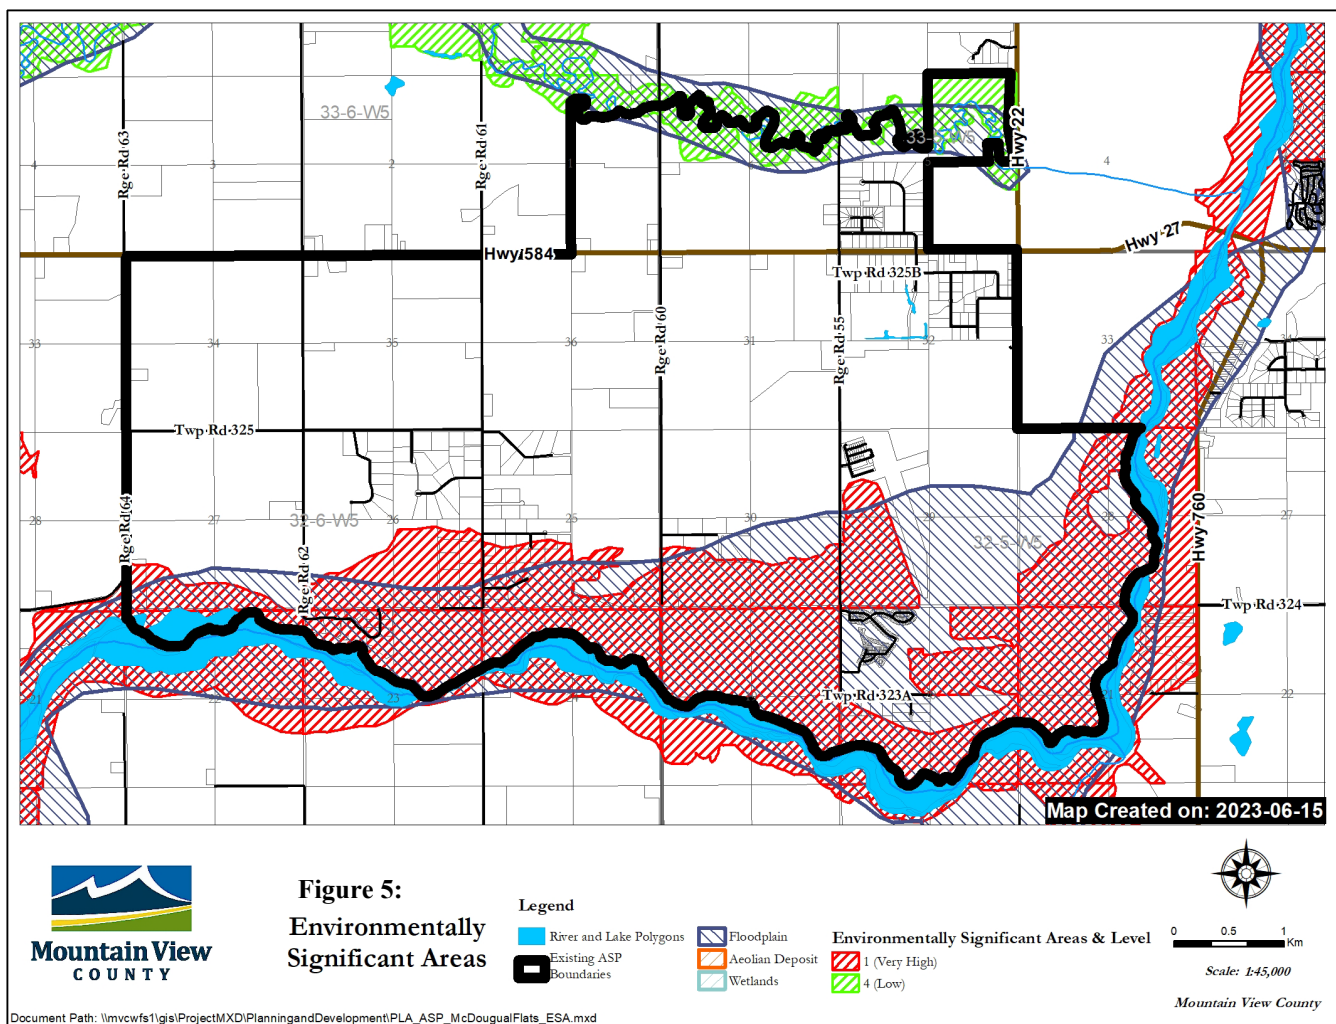 33-6-W5
33-5-W5
Hwy 22
Rge Rd 63
Rge Rd 61
4
3
2
1
4
Hwy 584
Hwy 27
Twp Rd 325B
Rge Rd 60
Rge Rd 55
33
34
35
36
32
33
34
Twp Rd 325
Rge Rd 64
Rge Rd 62
28
27
26
25
30
29
28
27
32-6-W5
32-5-W5
Hwy 760
Twp Rd 324
21
22
23
24
Twp Rd 323A
21
22
Map Created on: 2023-06-15
Mountain View
COUNTY
Figure 5:
Environmentally
Significant Areas
Legend
River and Lake Polygons
Existing ASP
Boundaries
Floodplain
Aeolian Deposit
Wetlands
Environmentally Significant Areas & Level
1 (Very High)
4 (Low)
0 0.5 1
Km
Scale: 1:45,000
Mountain View County
Document Path: \\mvcwfs1\gis\ProjectMXD\PlanningandDevelopment\PLA_ASP_McDougualFlats_ESA.mxd